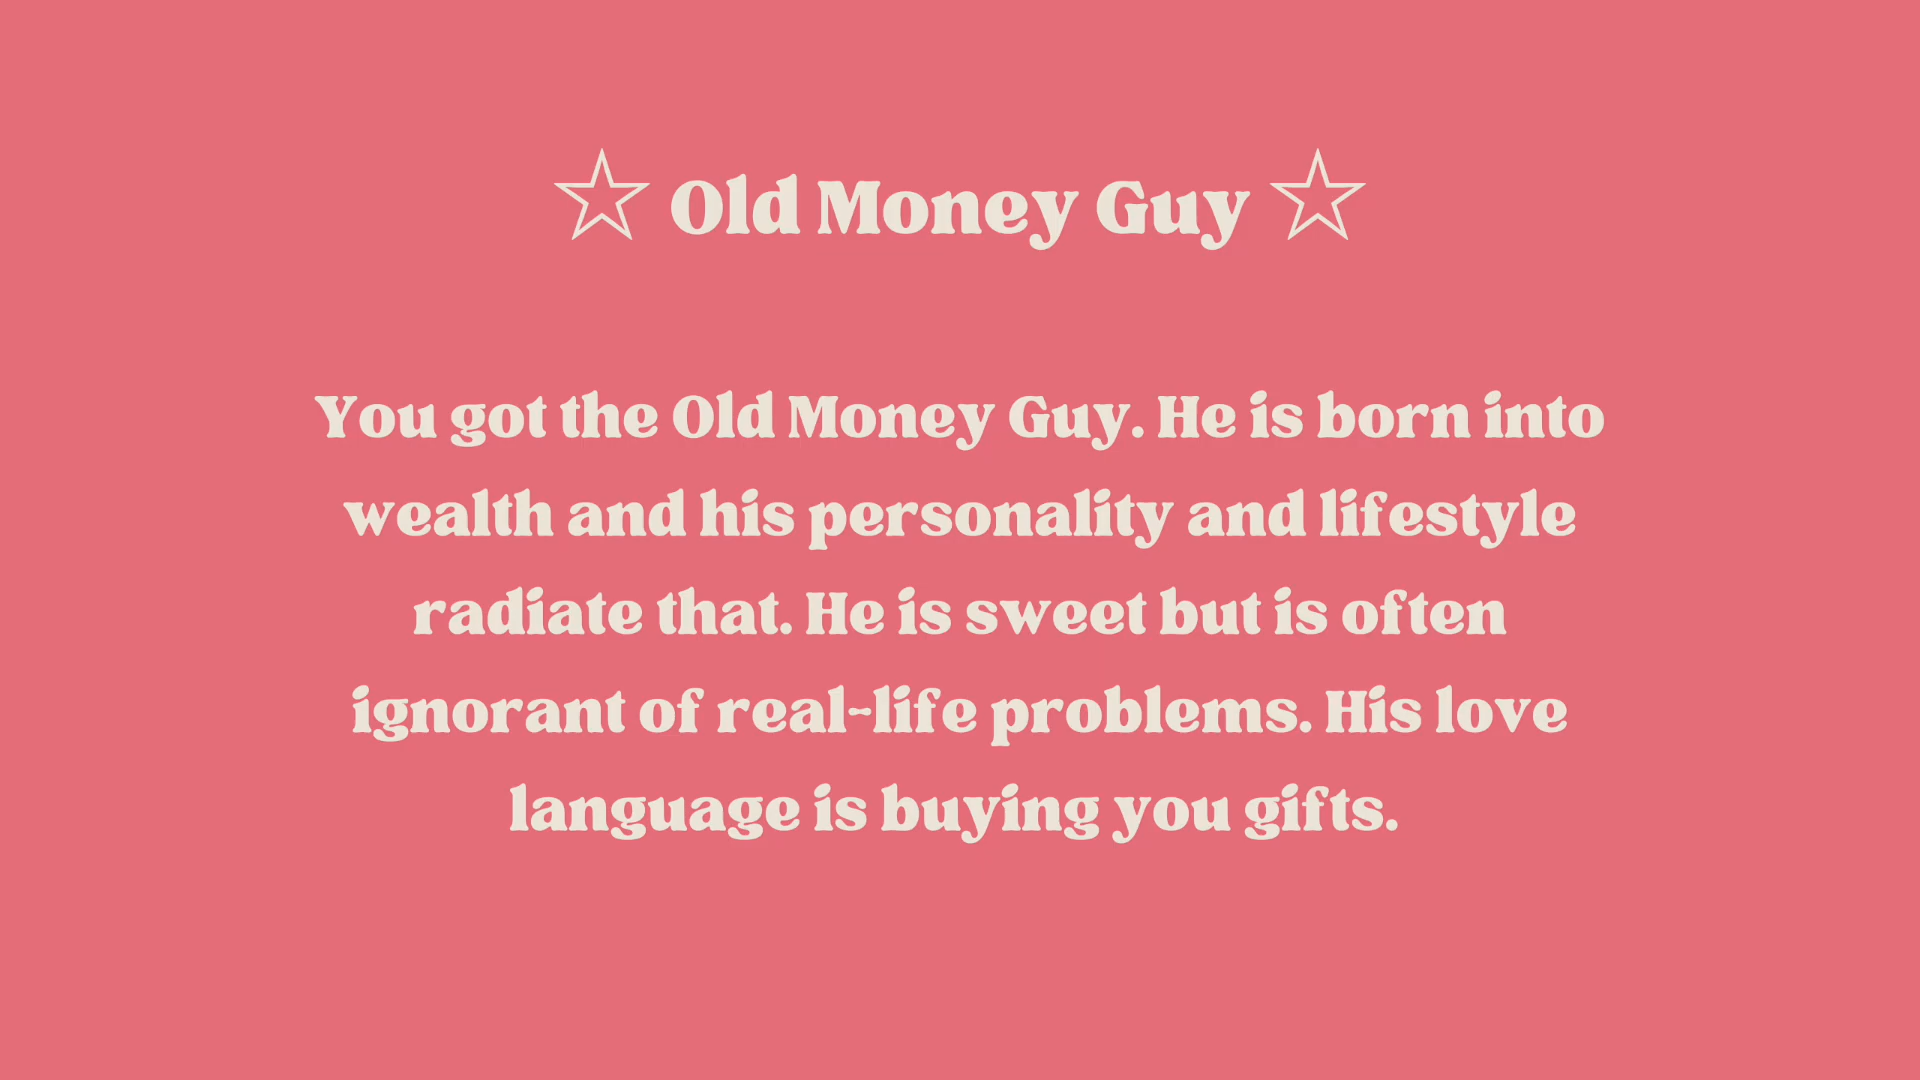 ☆ Old Money Guy ☆
You got the Old Money Guy. He is born into
wealth and his personality and lifestyle
radiate that. He is sweet but is often
ignorant of real-life problems. His love
language is buying you gifts.